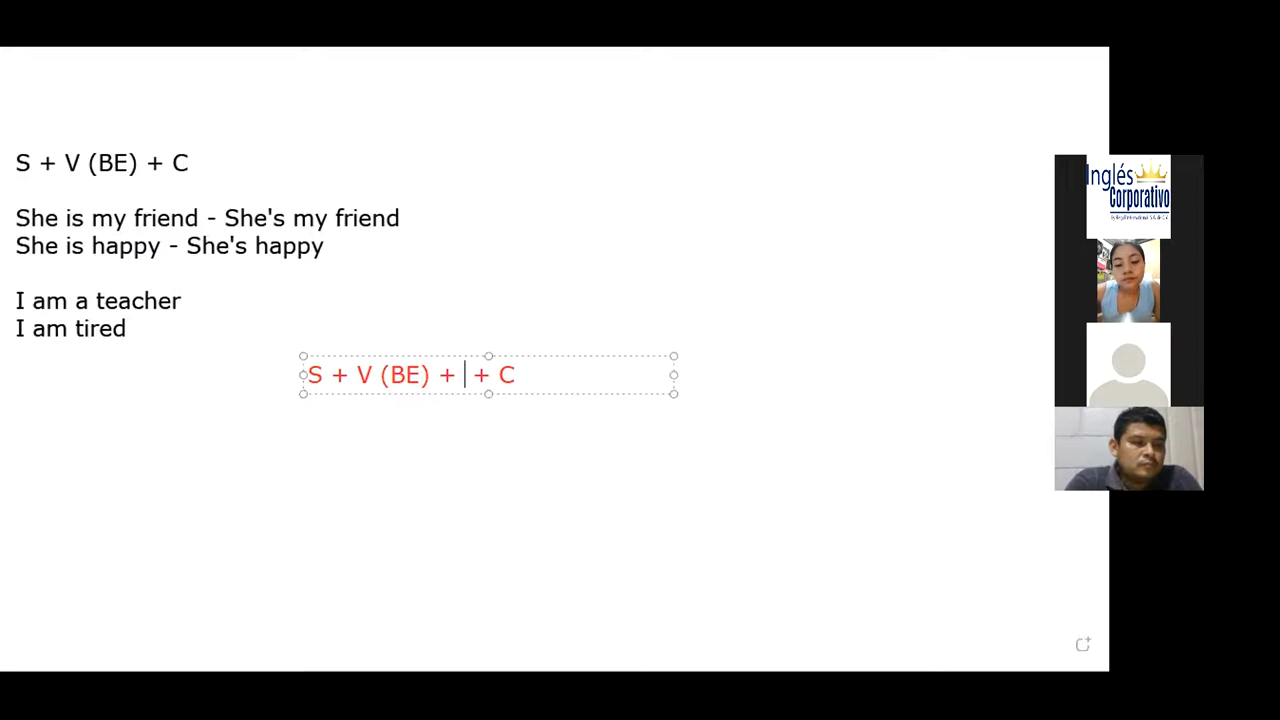 S + V (BE) + C
She is my friend - She's my friend
She is happy - She's happy
I am a teacher
I am tired
S + V (BE) + + C
Inglés
Corporativo